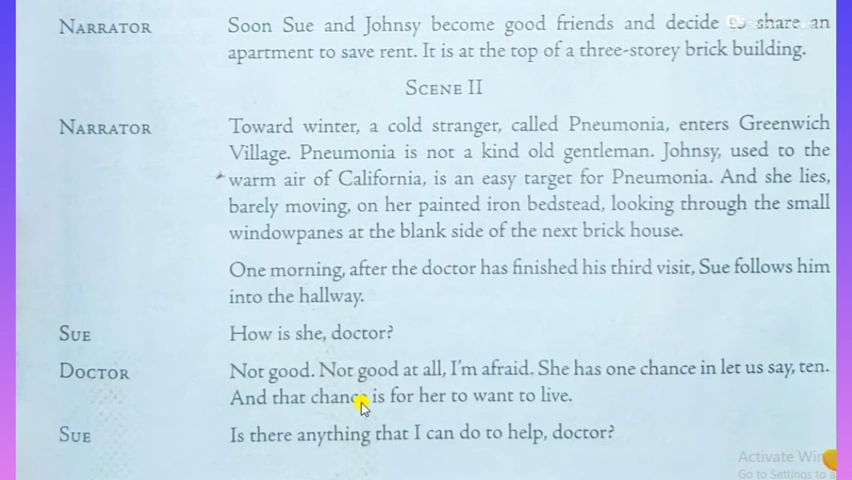 NARRATOR Soon Sue and Johnsy become good friends and decide to share an
apartment to save rent. It is at the top of a three-storey brick building.
SCENE II
NARRATOR Toward winter, a cold stranger, called Pneumonia, enters Greenwich
Village. Pneumonia is not a kind old gentleman. Johnsy, used to the
warm air of California, is an easy target for Pneumonia. And she lies,
barely moving, on her painted iron bedstead, looking through the small
windowpanes at the blank side of the next brick house.
One morning, after the doctor has finished his third visit, Sue follows him
into the hallway.
SUE How is she, doctor?
DOCTOR Not good. Not good at all, I'm afraid. She has one chance in let us say, ten.
And that chance is for her to want to live.
SUE Is there anything that I can do to help, doctor?
Activate
Go to Settings to